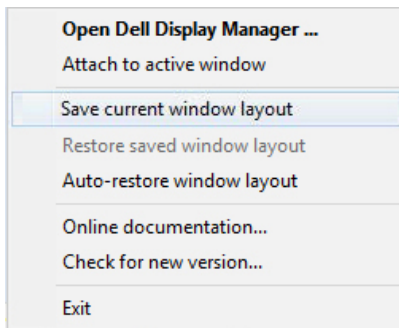 Open Dell Display Manager ...
Attach to active window
Save current window layout
Restore saved window layout
Auto-restore window layout
Online documentation...
Check for new version...
Exit